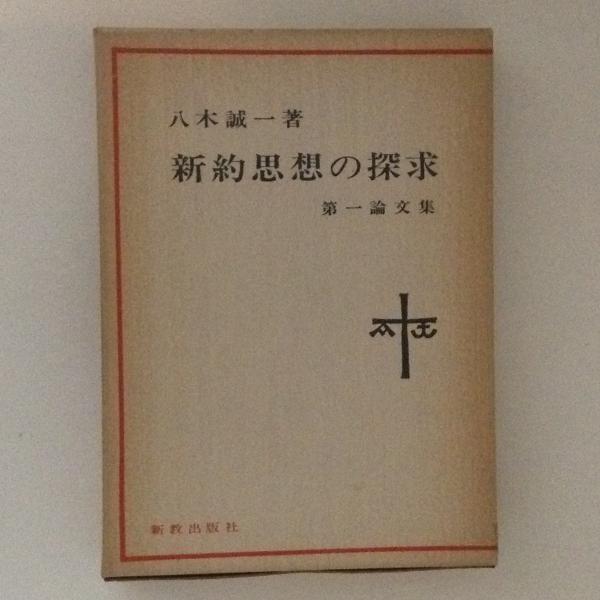 八木誠一著
新約思想の探求
第一論文集
新教出版社